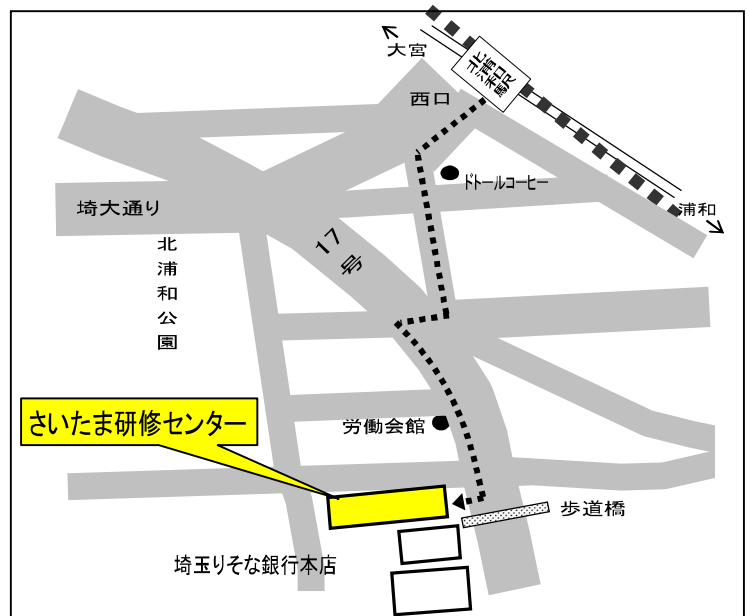 大宮
北浦和駅
西口
ドトールコーヒー
浦和
埼大通り
17号
北浦和公園
さいたま研修センター
労働会館
歩道橋
埼玉りそな銀行本店